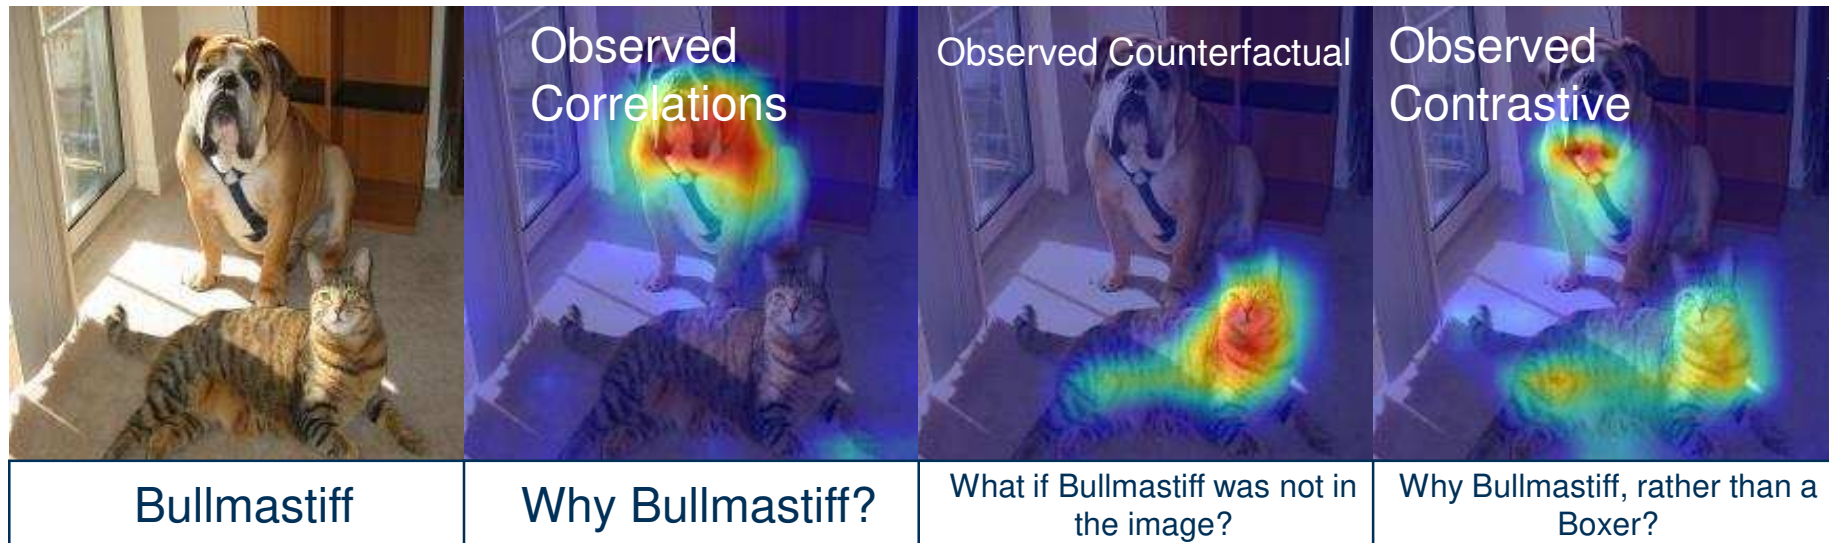 Observed
Correlations
Observed Counterfactual
Observed
Contrastive
Bullmastiff
Why Bullmastiff?
What if Bullmastiff was not in
the image?
Why Bullmastiff, rather than a
Boxer?